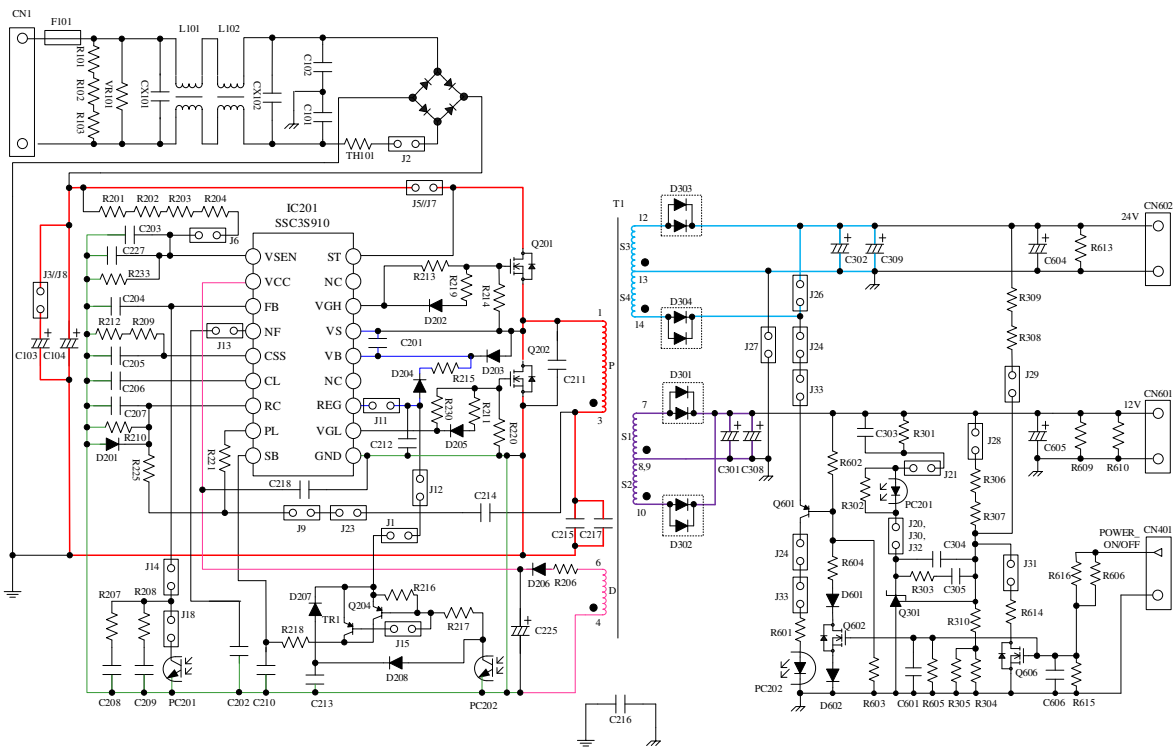 CN1
F101
L101 L102
R101
R102
R103
VR101
CX101
CX102
C102
C101
TH101
J2
J5//J7
R201 R202 R203 R204
IC201
SSC3S910
C203
J6
C227
R233
C204
R212 R209
J13
C205
C206
C207
R210
D201
R225
R221
J3//J8
C103 C104
VSEN
VCC
FB
NF
CSS
CL
RC
PL
SB
ST
NC
VGH
VS
VB
NC
REG
VGL
GND
Q201
R213
R219
R214
D202
C201
D203
Q202
D204
R215
C211
J11
R230
D205
R211
R220
C212
J12
C218
J9
J23
C214
J1
C215 C217
T1
1
P
3
6
D
4
D206 R206
C225
J14
R207 R208
J18
C208 C209 PC201
C202 C210
R218
D207
TR1
Q204
R216
J15
R217
D208
C213
PC202
C216
12
S3
13
S4
14
D303
D304
7
S1
8,9
S2
10
D301
D302
C302 C309
C604
R613
24V
CN602
J26
J27
J24
J33
R309
R308
J29
C301 C308
12V
CN601
C605
R609 R610
C303 R301
J28
J21
R602
R302
PC201
R306
R307
Q601
J20,
J30,
J32
C304
R303 C305
J31
POWER_
ON/OFF
CN401
J24
R604
J33
D601
Q301
R310
R614
R616 R606
R601
Q602
PC202
D602
R603
C601 R605 R305 R304
Q606
C606
R615